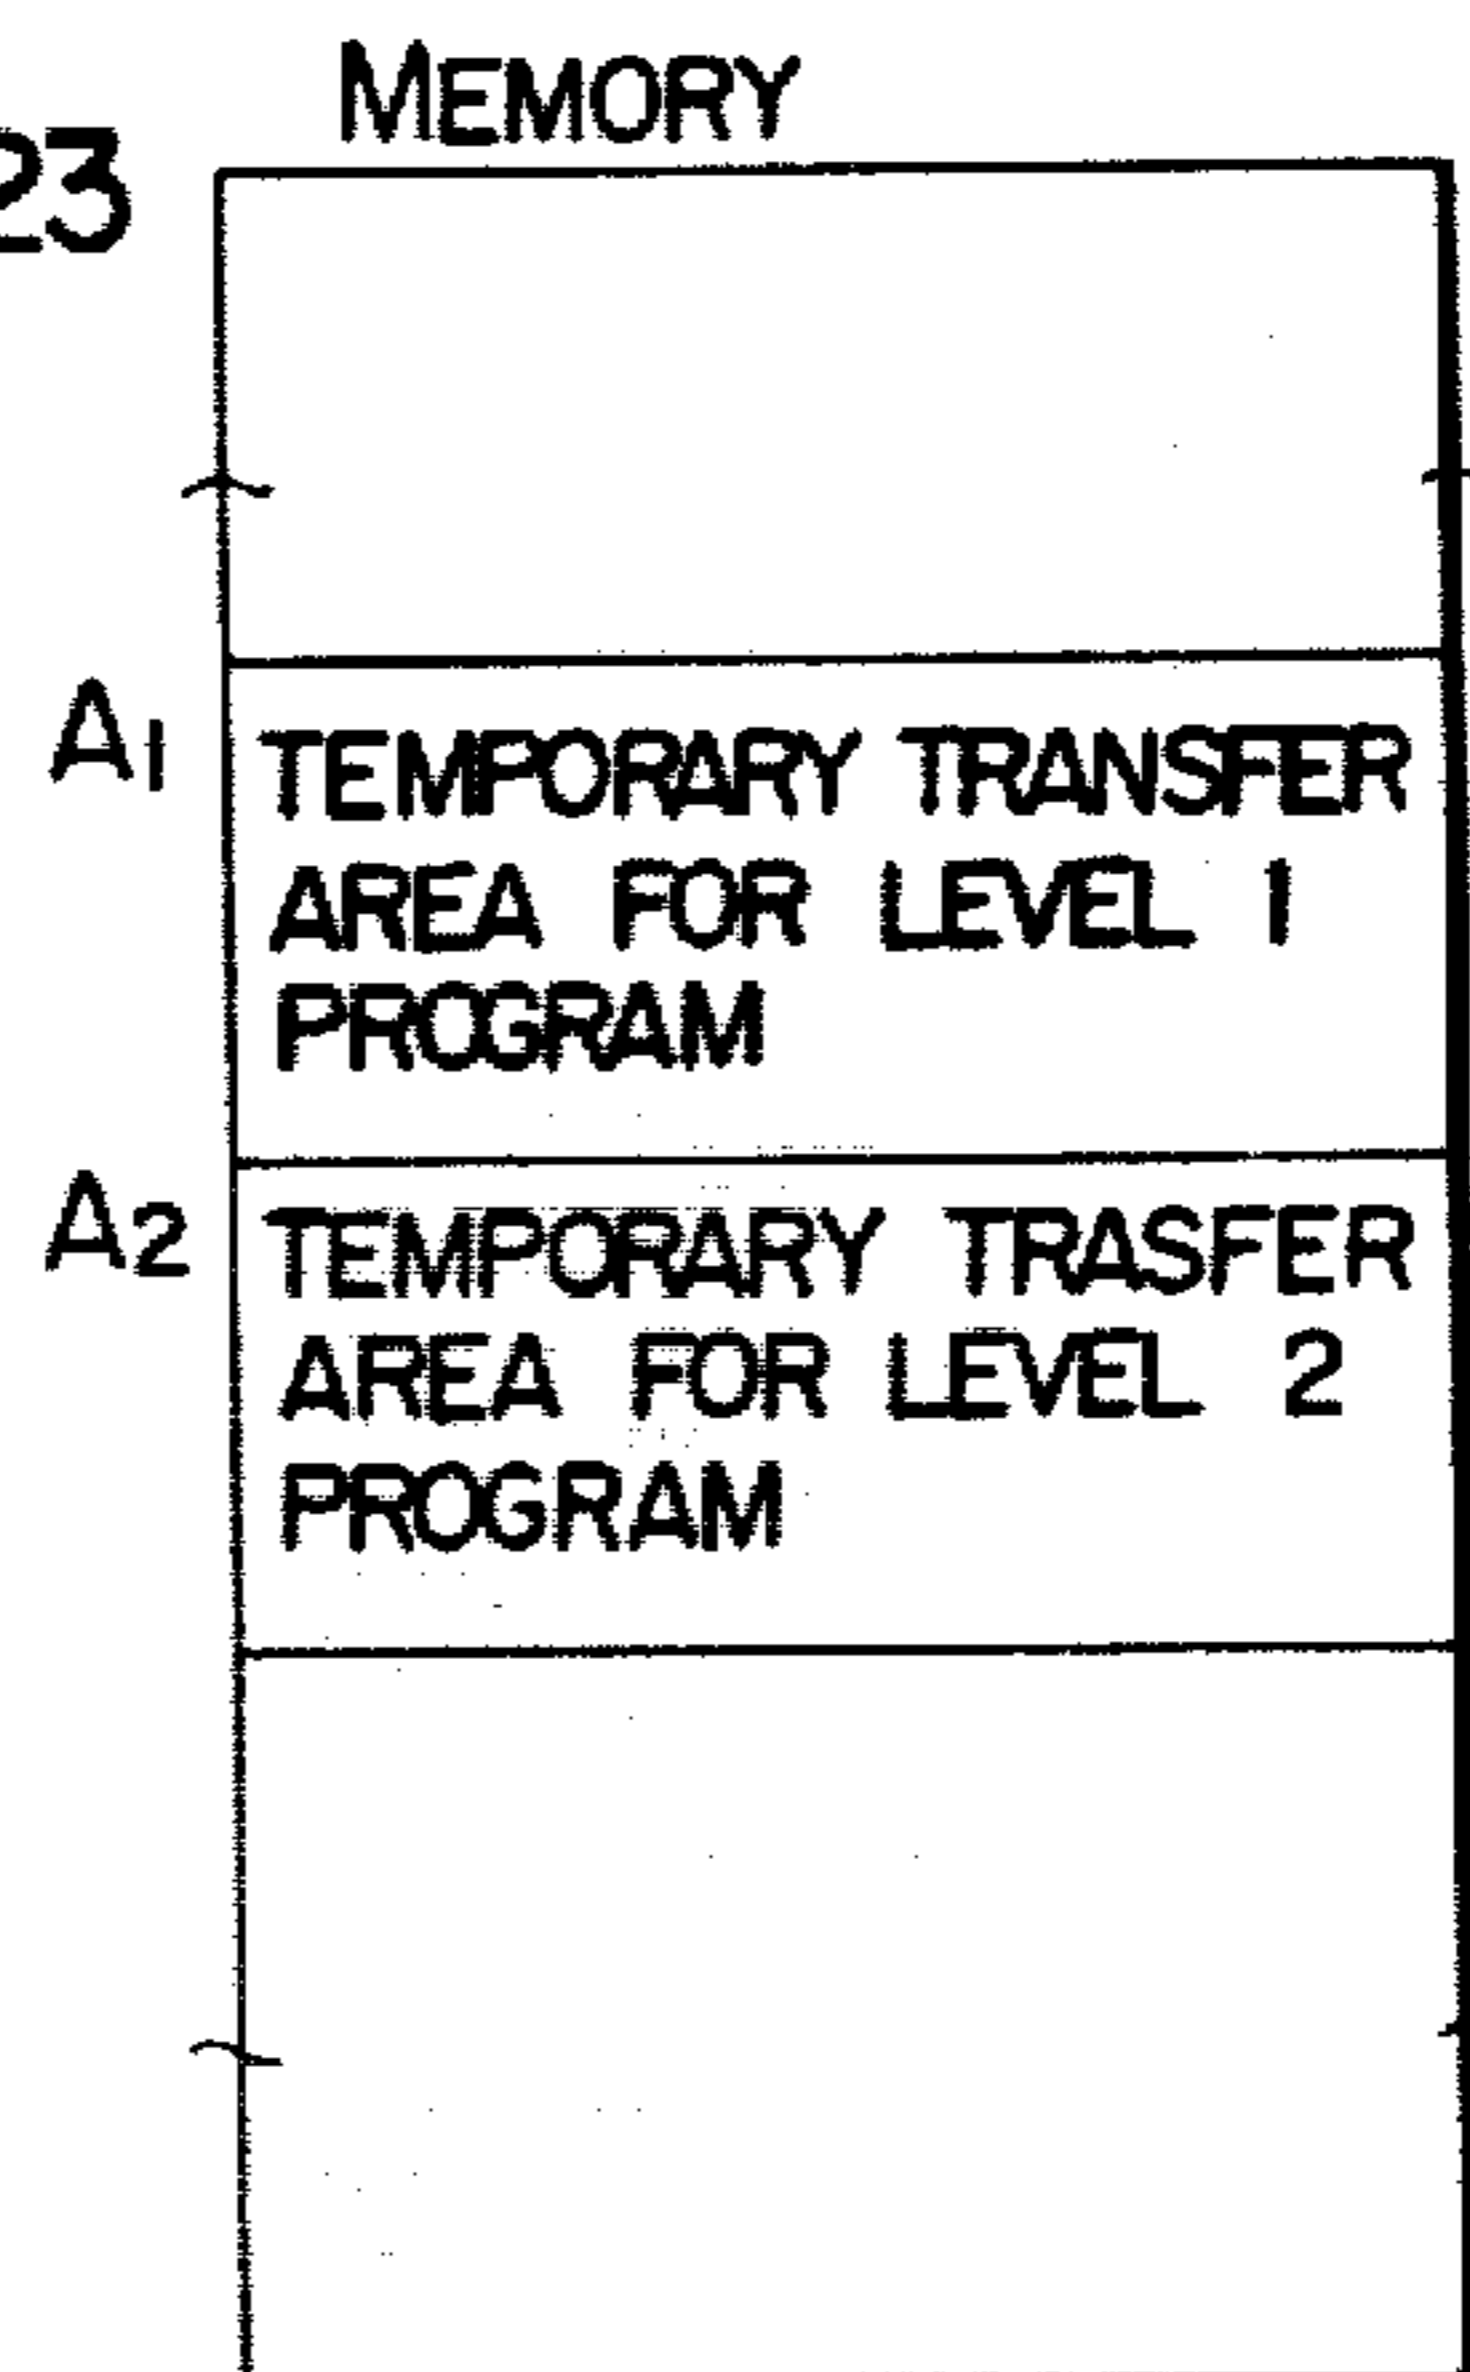 MEMORY
23
A1
TEMPORARY TRANSFER
AREA FOR LEVEL 1
PROGRAM
A2
TEMPORARY TRASFER
AREA FOR LEVEL 2
PROGRAM